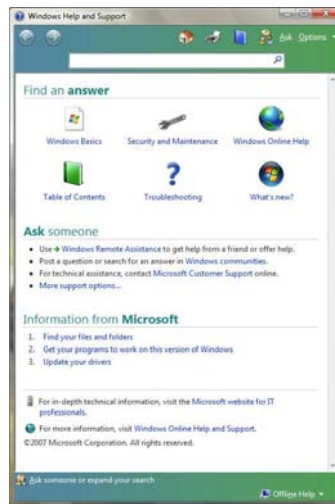 Windows Help and Support
Ask Options
Find an answer
Windows Basics Security and Maintenance Windows Online Help
Table of Contents Troubleshooting What's new?
Ask someone
• Use Windows Remote Assistance to get help from a friend or offer help.
• Post a question or search for an answer in Windows communities.
• For technical assistance, contact Microsoft Customer Support online.
• More support options...
Information from Microsoft
1. Find your files and folders
2. Get your programs to work on this version of Windows
3. Update your drivers
For in-depth technical information, visit the Microsoft website for IT
professionals.
For more information, visit Windows Online Help and Support.
©2007 Microsoft Corporation. All rights reserved.
Ask someone or expand your search
Offline Help